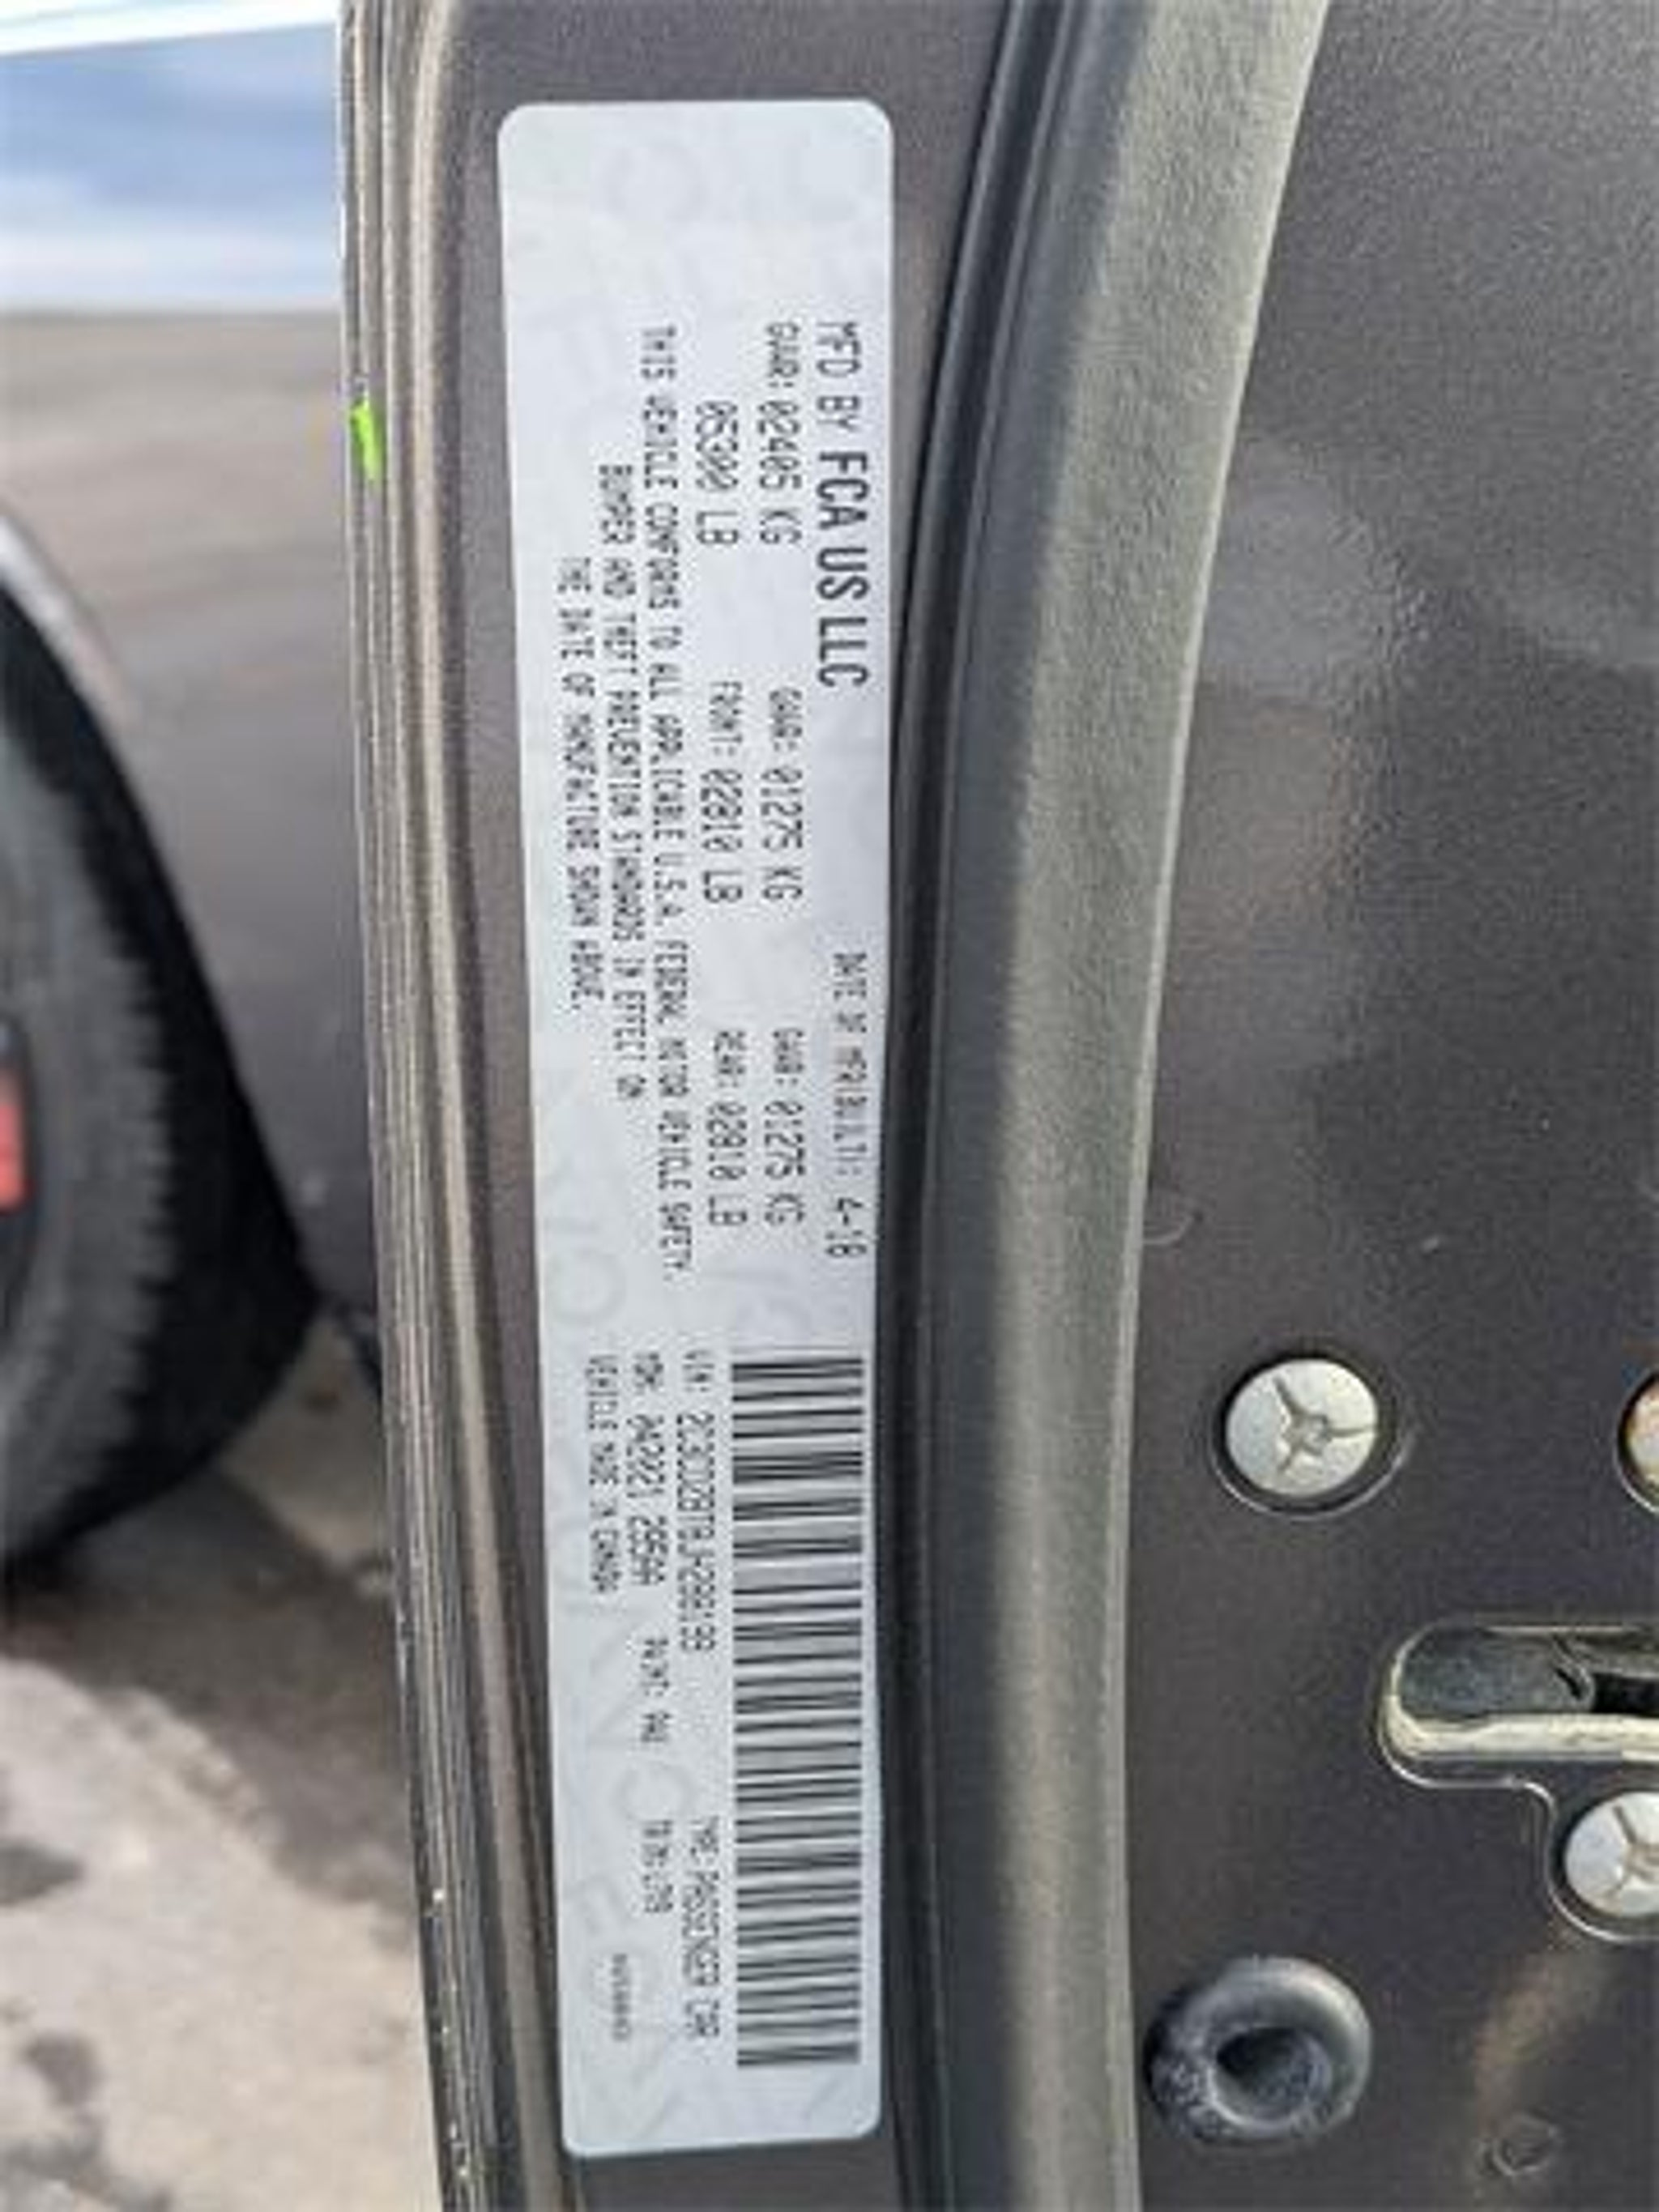 MFD BY FCA US LLC DATE OF MFR 4-18
GVWR: 02405 KG GAWR: 01275 KG GAWR: 01275 KG
05300 LB FRONT: 02810 LB REAR: 02810 LB
THIS VEHICLE CONFORMS TO ALL APPLICABLE U.S.A. FEDERAL MOTOR VEHICLE SAFETY,
BUMPER AND THEFT PREVENTION STANDARDS IN EFFECT ON
THE DATE OF MANUFACTURE SHOWN ABOVE.
VIN: TYPE: PASSENGER CAR
PAINT:
VEHICLE MADE IN CANADA